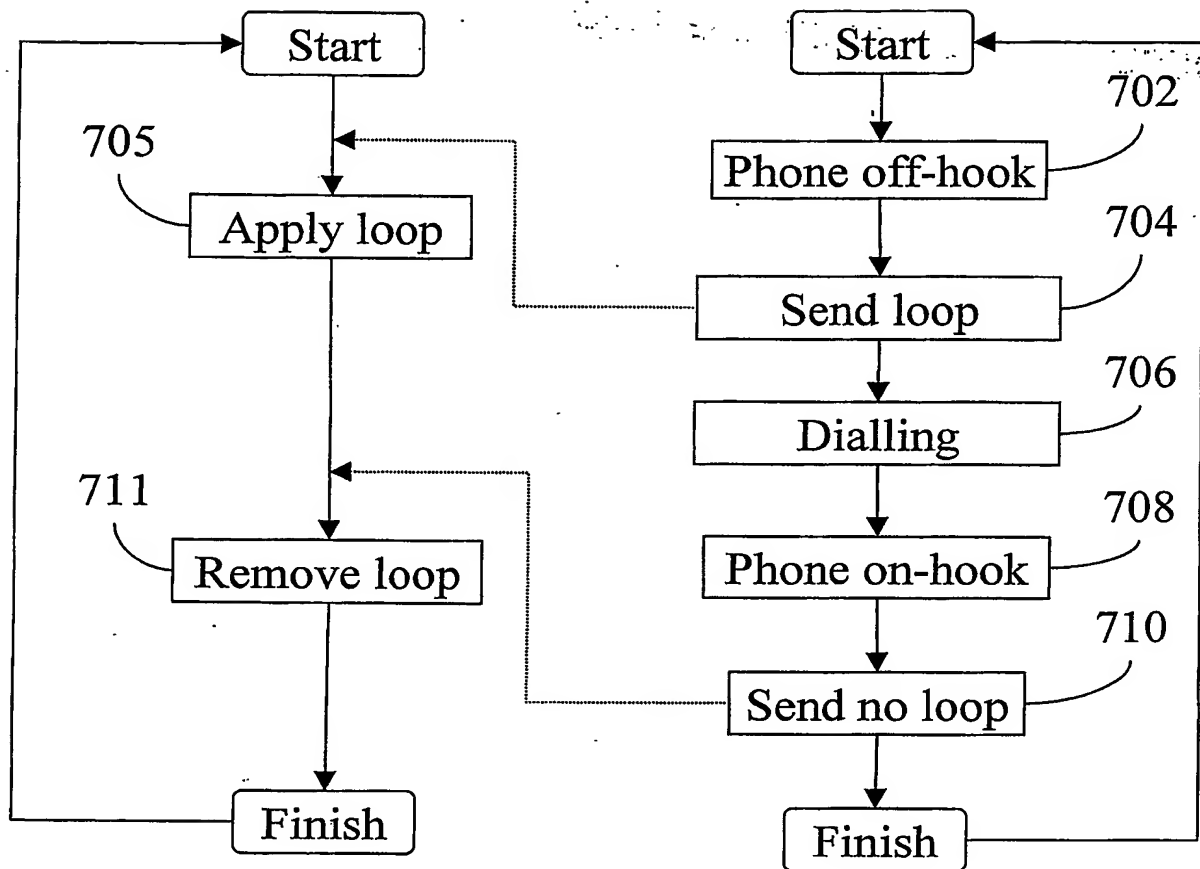 Start
Start
702
705
Phone off-hook
Apply loop
704
Send loop
706
Dialling
711
708
Remove loop
Phone on-hook
710
Send no loop
Finish
Finish